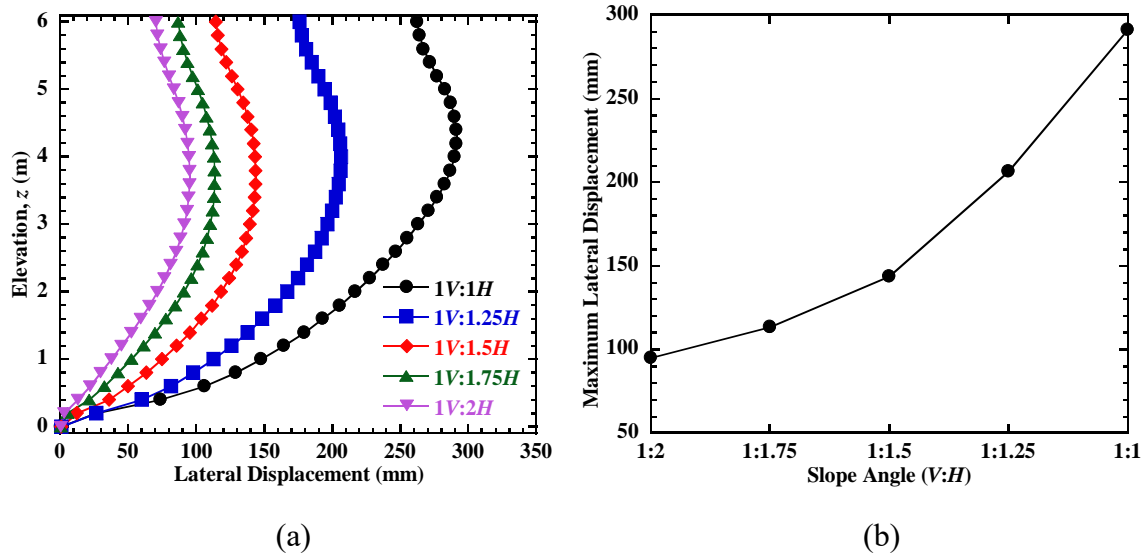 6
5
4
3
2
1
0
Elevation, z (m)
0 50 100 150 200 250 300 350
Lateral Displacement (mm)
1V:1H
1V:1.25H
1V:1.5H
1V:1.75H
1V:2H
(a)
300
250
200
150
100
50
Maximum Lateral Displacement (mm)
1:2 1:1.75 1:1.5 1:1.25 1:1
Slope Angle (V:H)
(b)